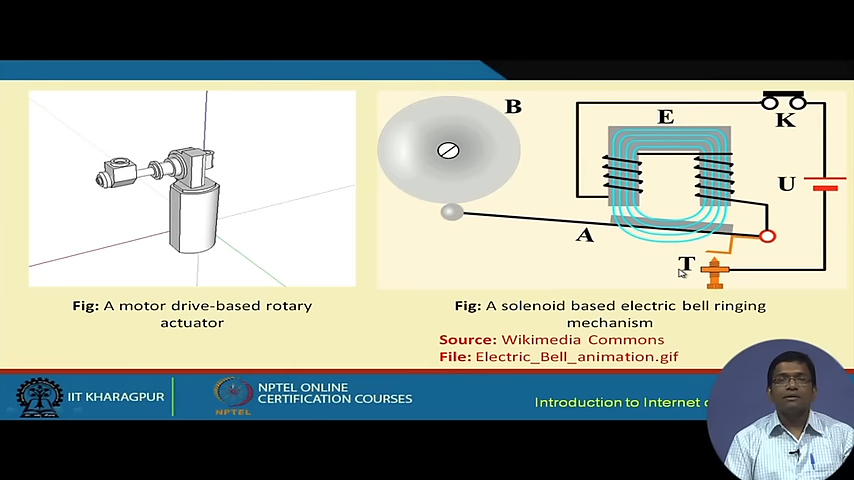 B
E
K
U
A
T
Fig: A motor drive-based rotary
actuator
Fig: A solenoid based electric bell ringing
mechanism
Source: Wikimedia Commons
File: Electric_Bell_animation.gif
IIT KHARAGPUR
NPTEL
NPTEL ONLINE
CERTIFICATION COURSES
Introduction to Internet